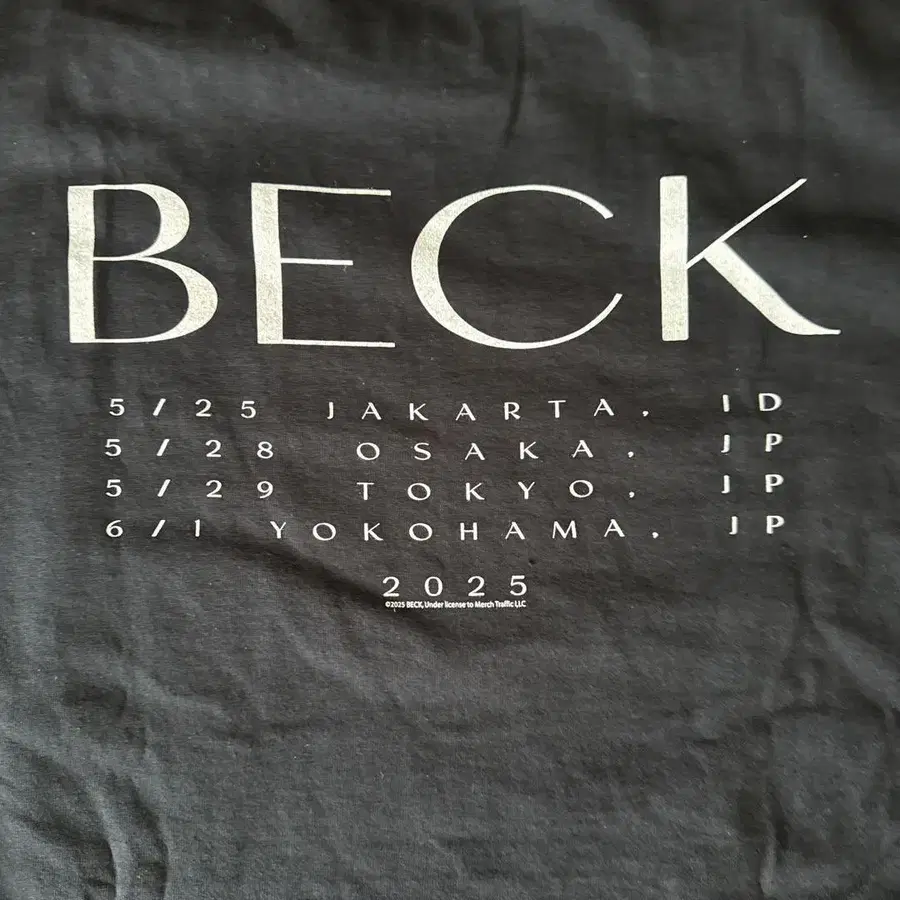 BECK
5/25 JAKARTA, ID
5/28 OSAKA, JP
5/29 TOKYO, JP
6/1 YOKOHAMA, JP
2025
©2025 BECK, Under license to Merch Traffic LLC